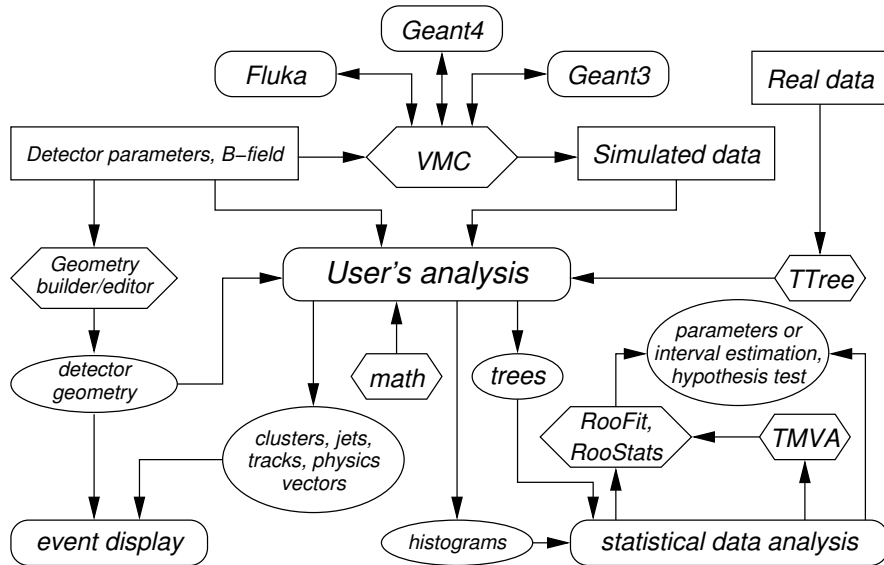 Geant4
Fluka
Geant3
Real data
Detector parameters, B−field
VMC
Simulated data
Geometry
builder/editor
User's analysis
TTree
detector
geometry
math
trees
parameters or
interval estimation,
hypothesis test
clusters, jets,
tracks, physics
vectors
RooFit,
RooStats
TMVA
event display
histograms
statistical data analysis